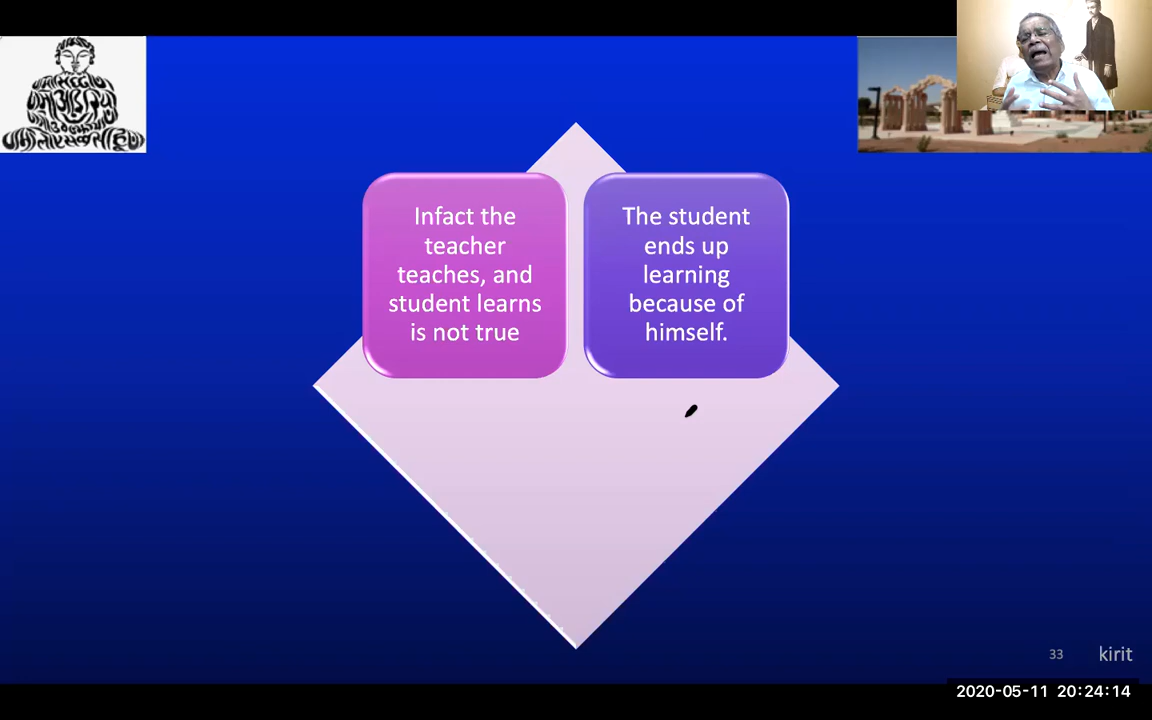 Infact the
teacher
teaches, and
student learns
is not true
The student
ends up
learning
because of
himself.
33
kirit
2020-05-11 20:24:14